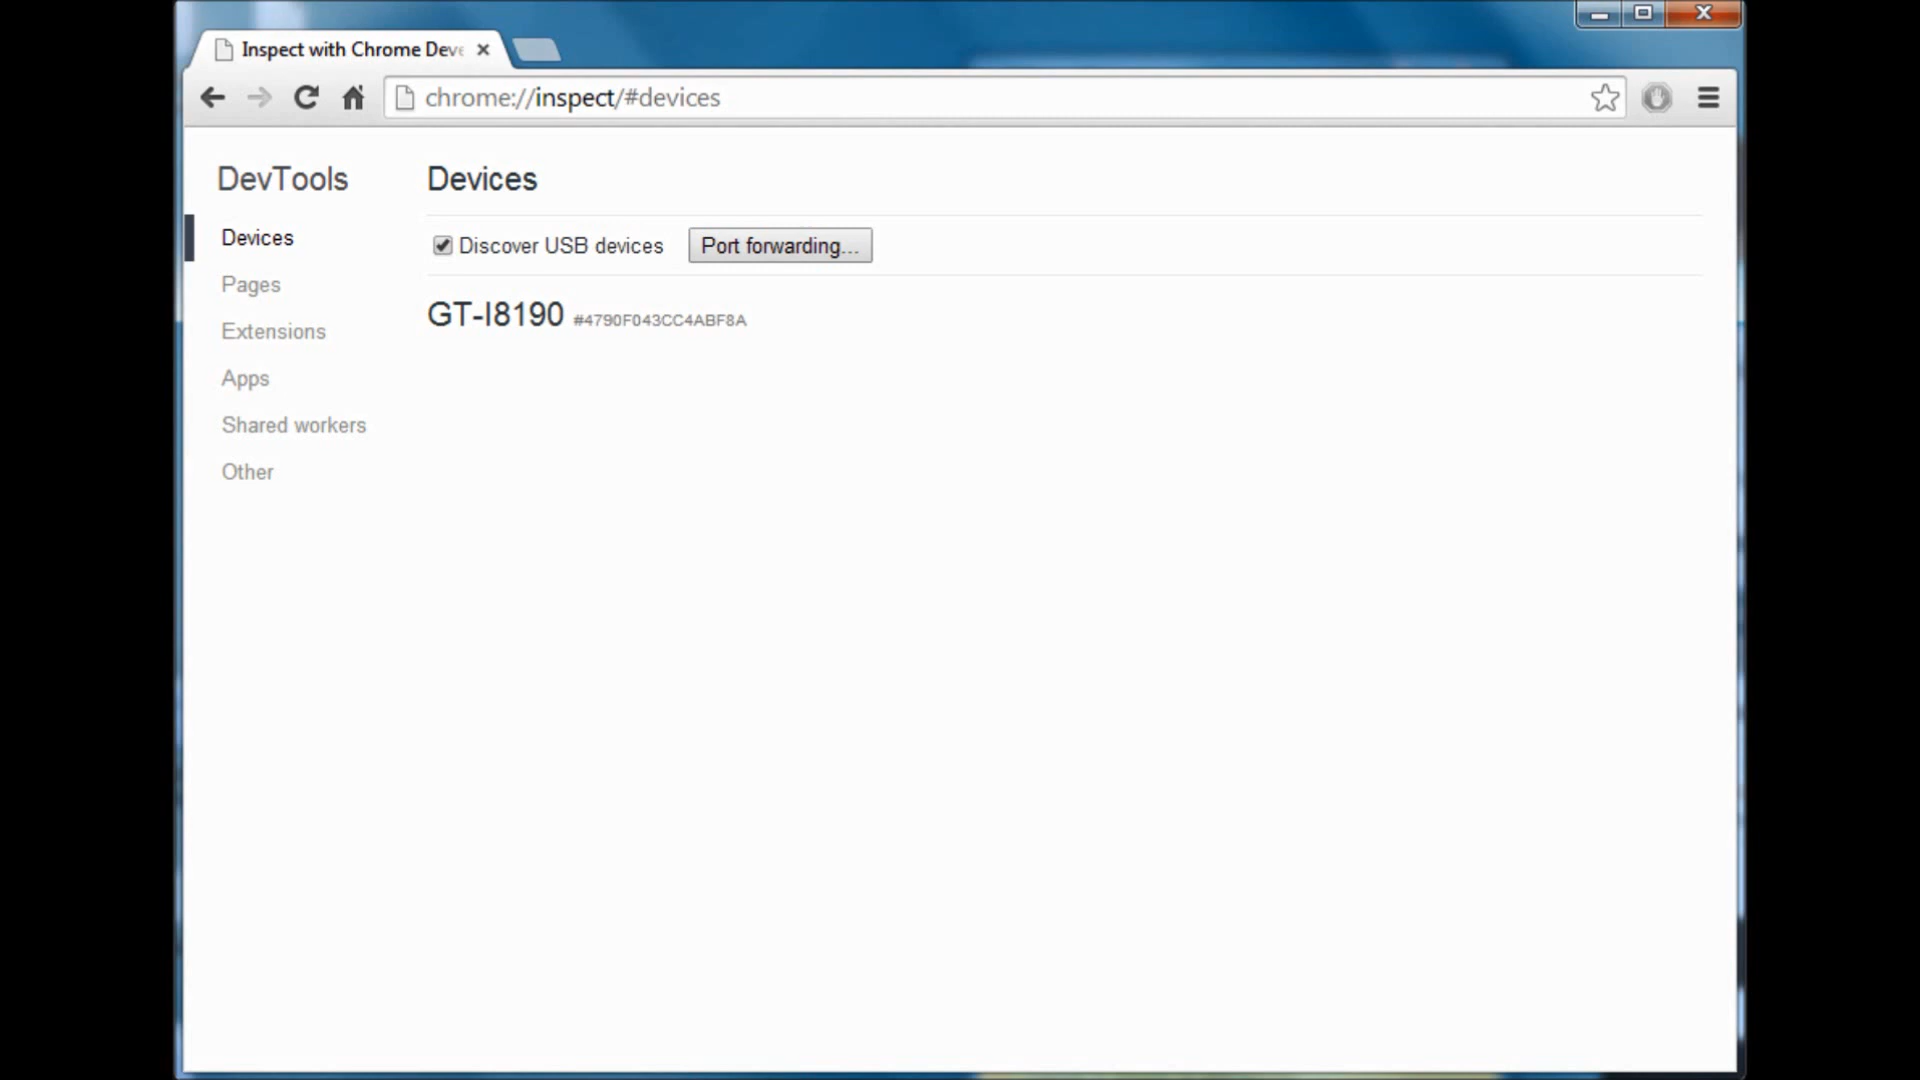 Inspect with Chrome Deve
chrome://inspect/#devices
DevTools
Devices
Pages
Extensions
Apps
Shared workers
Other
Devices
Discover USB devices
Port forwarding...
GT-I8190 #4790F043CC4ABF8A